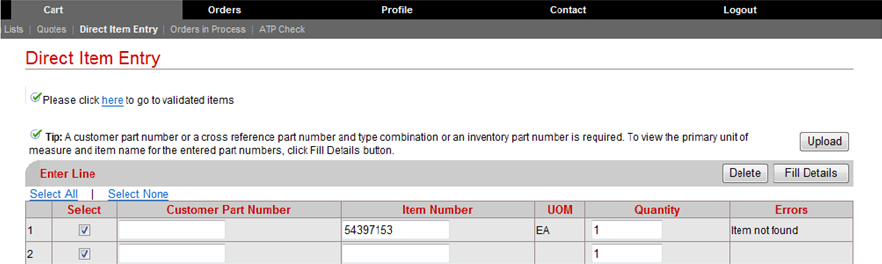 Cart Orders Profile Contact Logout
Lists | Quotes | Direct Item Entry | Orders in Process | ATP Check
Direct Item Entry
Please click here to go to validated items
Tip: A customer part number or a cross reference part number and type combination or an inventory part number is required. To view the primary unit of
measure and item name for the entered part numbers, click Fill Details button.
Upload
Enter Line Delete Fill Details
Select All | Select None
Select Customer Part Number Item Number UOM Quantity Errors
1 54397153 EA 1 Item not found
2 1